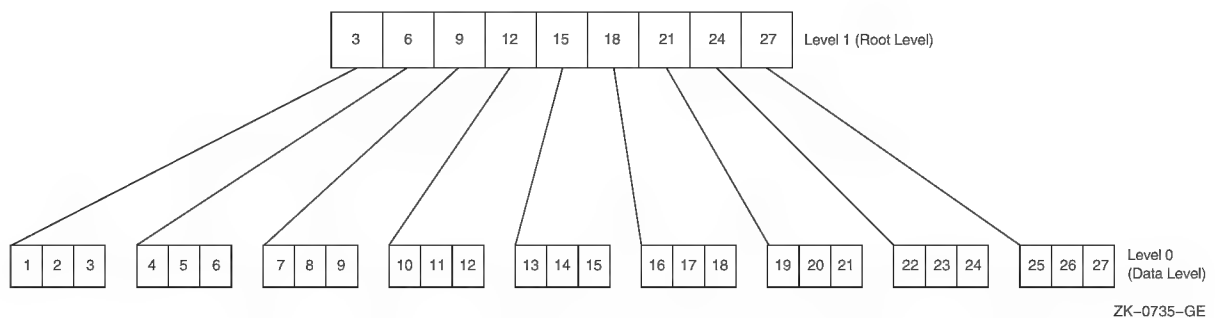 3 6 9 12 15 18 21 24 27 Level 1 (Root Level)
1 2 3 4 5 6 7 8 9 10 11 12 13 14 15 16 17 18 19 20 21 22 23 24 25 26 27 Level 0
(Data Level)
ZK–0735–GE